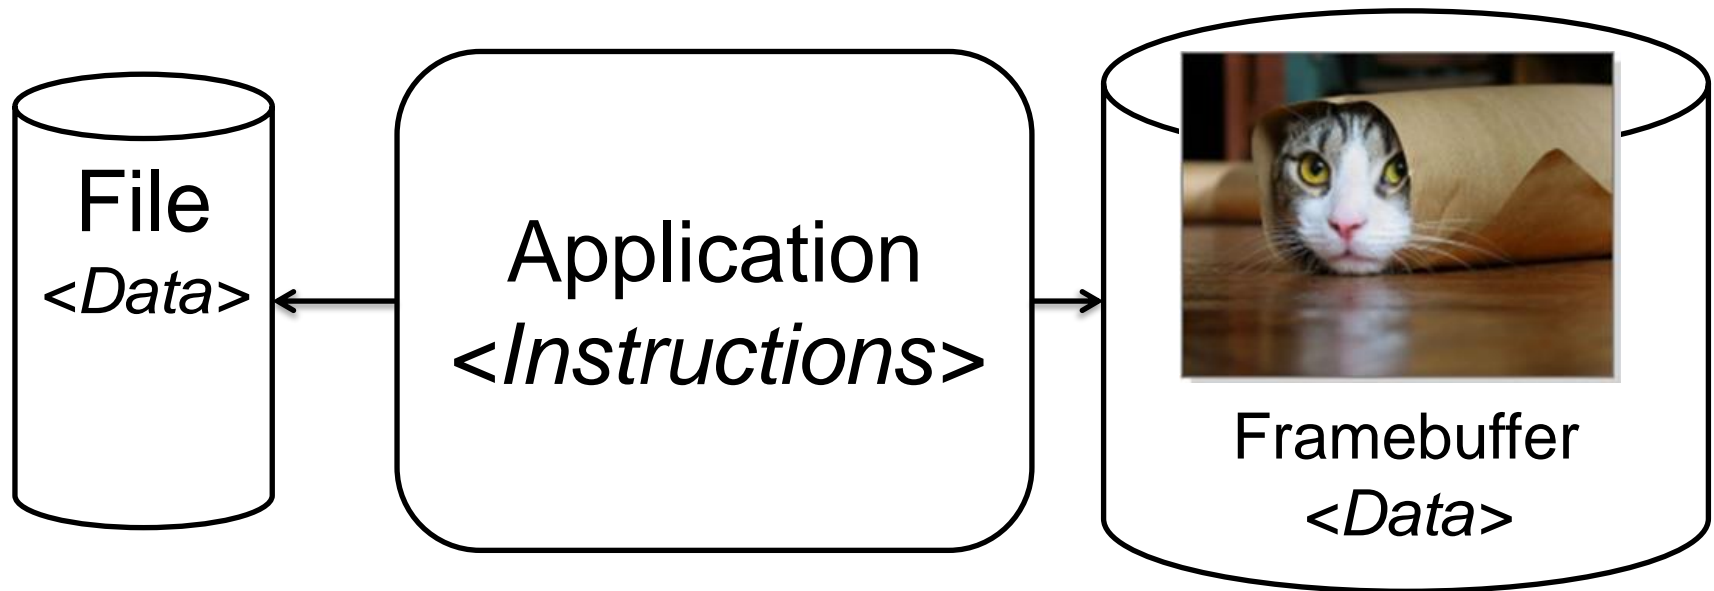 File
<Data>
Application
<Instructions>
Framebuffer
<Data>